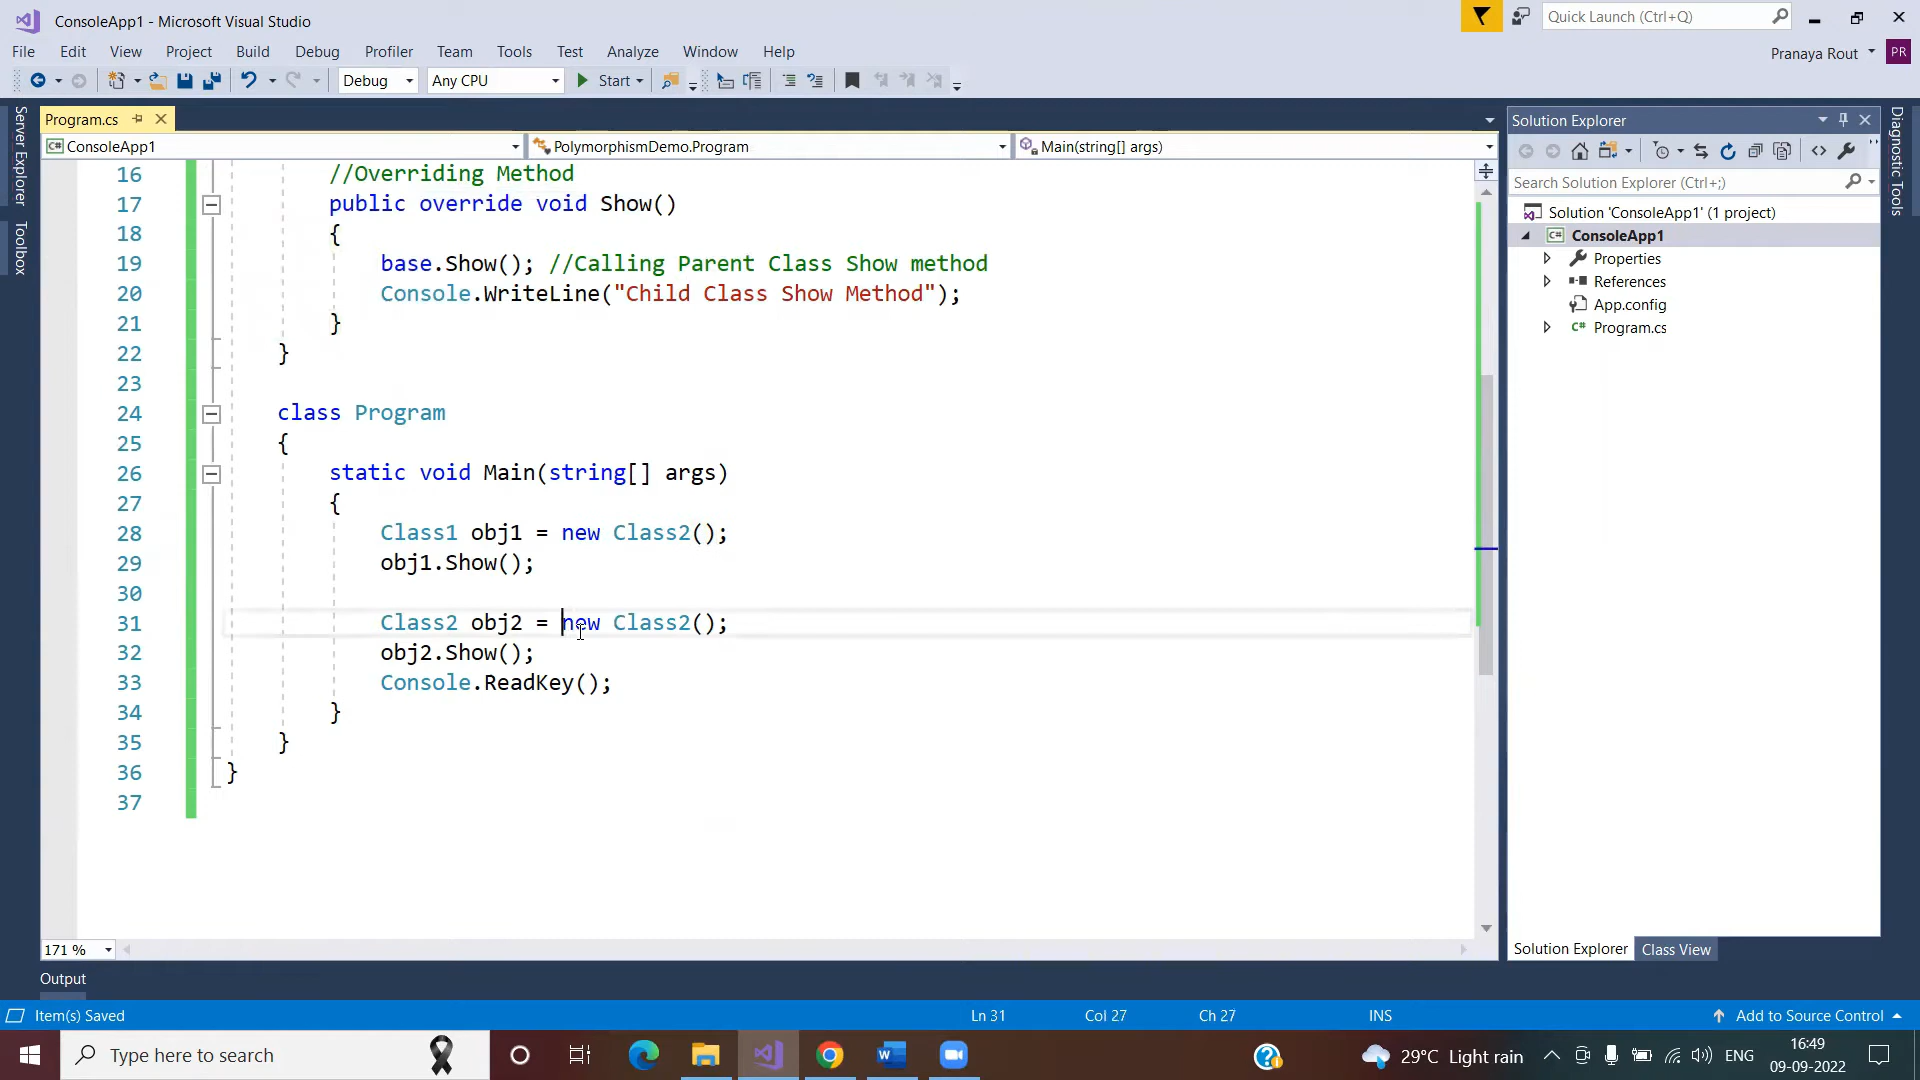 ConsoleApp1 - Microsoft Visual Studio
Quick Launch (Ctrl+Q)
File Edit View Project Build Debug Profiler Team Tools Test Analyze Window Help
Pranaya Rout PR
Debug Any CPU Start
Server Explorer
Toolbox
Program.cs
ConsoleApp1 PolymorphismDemo.Program Main(string[] args)
16 //Overriding Method
17 public override void Show()
18 {
19 base.Show(); //Calling Parent Class Show method
20 Console.WriteLine("Child Class Show Method");
21 }
22 }
23
24 class Program
25 {
26 static void Main(string[] args)
27 {
28 Class1 obj1 = new Class2();
29 obj1.Show();
30
31 Class2 obj2 = new Class2();
32 obj2.Show();
33 Console.ReadKey();
34 }
35 }
36 }
37
171 %
Solution Explorer
Search Solution Explorer (Ctrl+;)
Solution 'ConsoleApp1' (1 project)
C# ConsoleApp1
Properties
References
App.config
C# Program.cs
Solution Explorer Class View
Diagnostic Tools
Output
Item(s) Saved Ln 31 Col 27 Ch 27 INS Add to Source Control
Type here to search
29°C Light rain ENG 16:49
09-09-2022